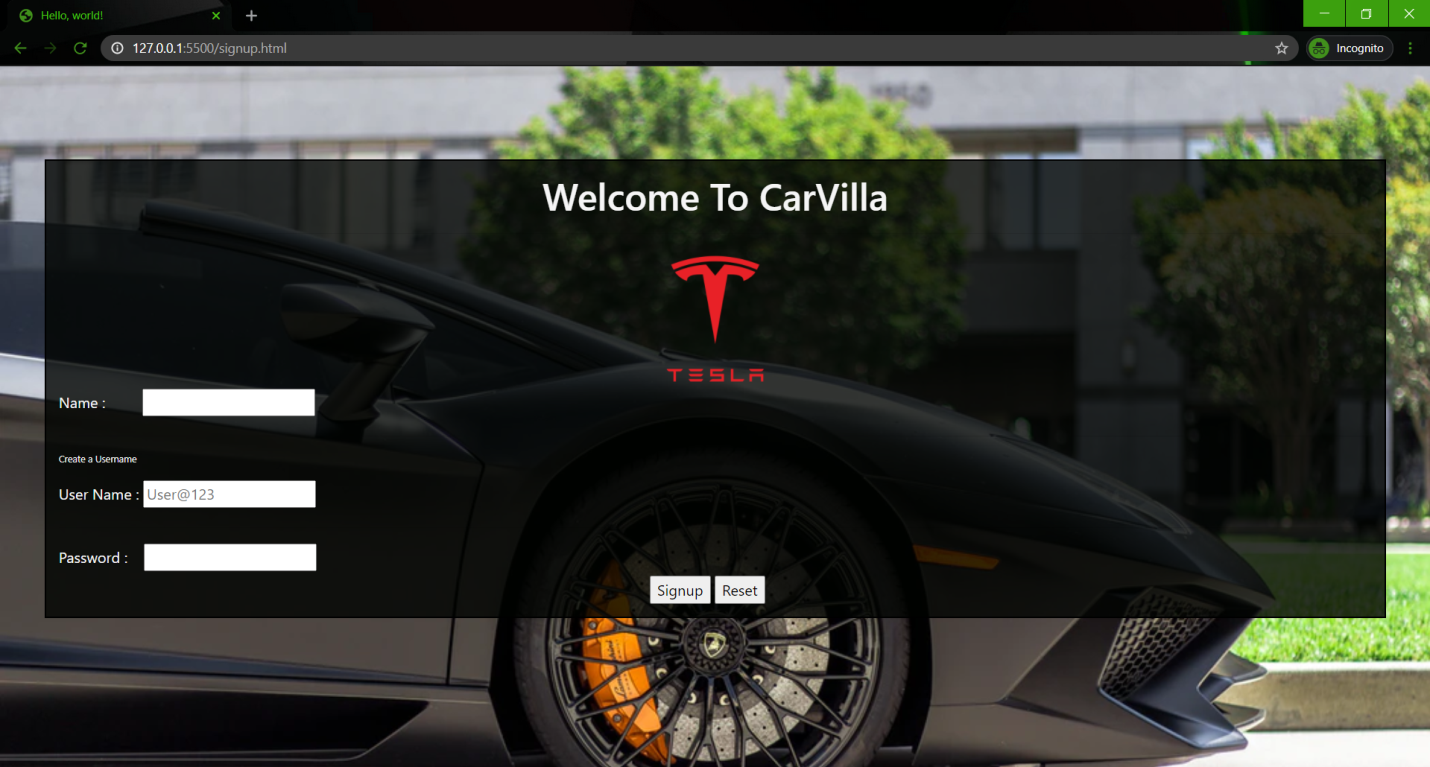 Hello, world!
127.0.0.1:5500/signup.html
Incognito
1950
Welcome To CarVilla
TESLA
Name :
Create a Username
User Name : User@123
Password :
Signup Reset